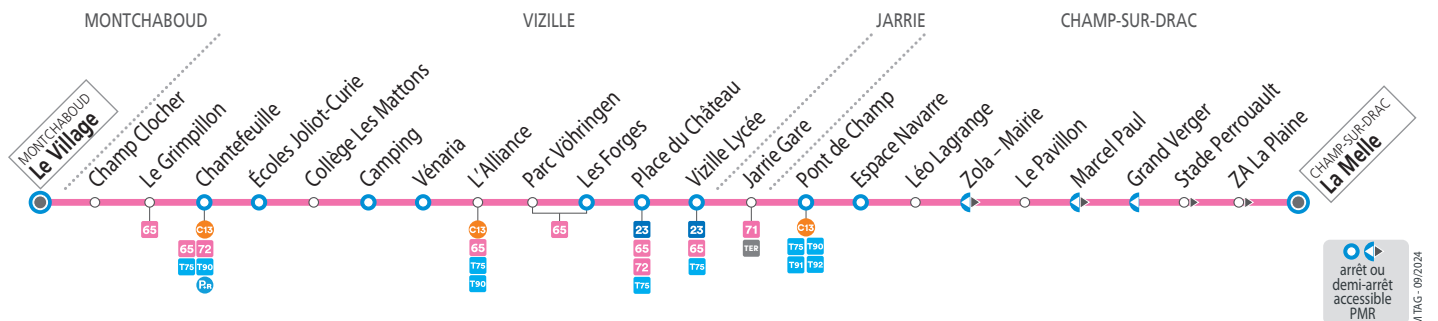 MONTCHABOUD
VIZILLE
JARRIE
CHAMP-SUR-DRAC
MONTCHABOUD
Le Village
Champ Clocher
Le Grimpillon
Chantefeuille
Écoles Joliot-Curie
Collège Les Mattons
Camping
Vénaria
L'Alliance
Parc Vöhringen
Les Forges
Place du Château
Vizille Lycée
Jarrie Gare
Pont de Champ
Espace Navarre
Léo Lagrange
Zola – Mairie
Le Pavillon
Marcel Paul
Grand Verger
Stade Perrouault
ZA La Plaine
CHAMP-SUR-DRAC
La Melle
65
C13
65 72
T75 T90
P+R
C13
65
T75
T90
65
23
65
72
T75
23
65
T75
71
TER
C13
T75 T90
T91 T92
arrêt ou
demi-arrêt
accessible
PMR
M TAG - 09/2024